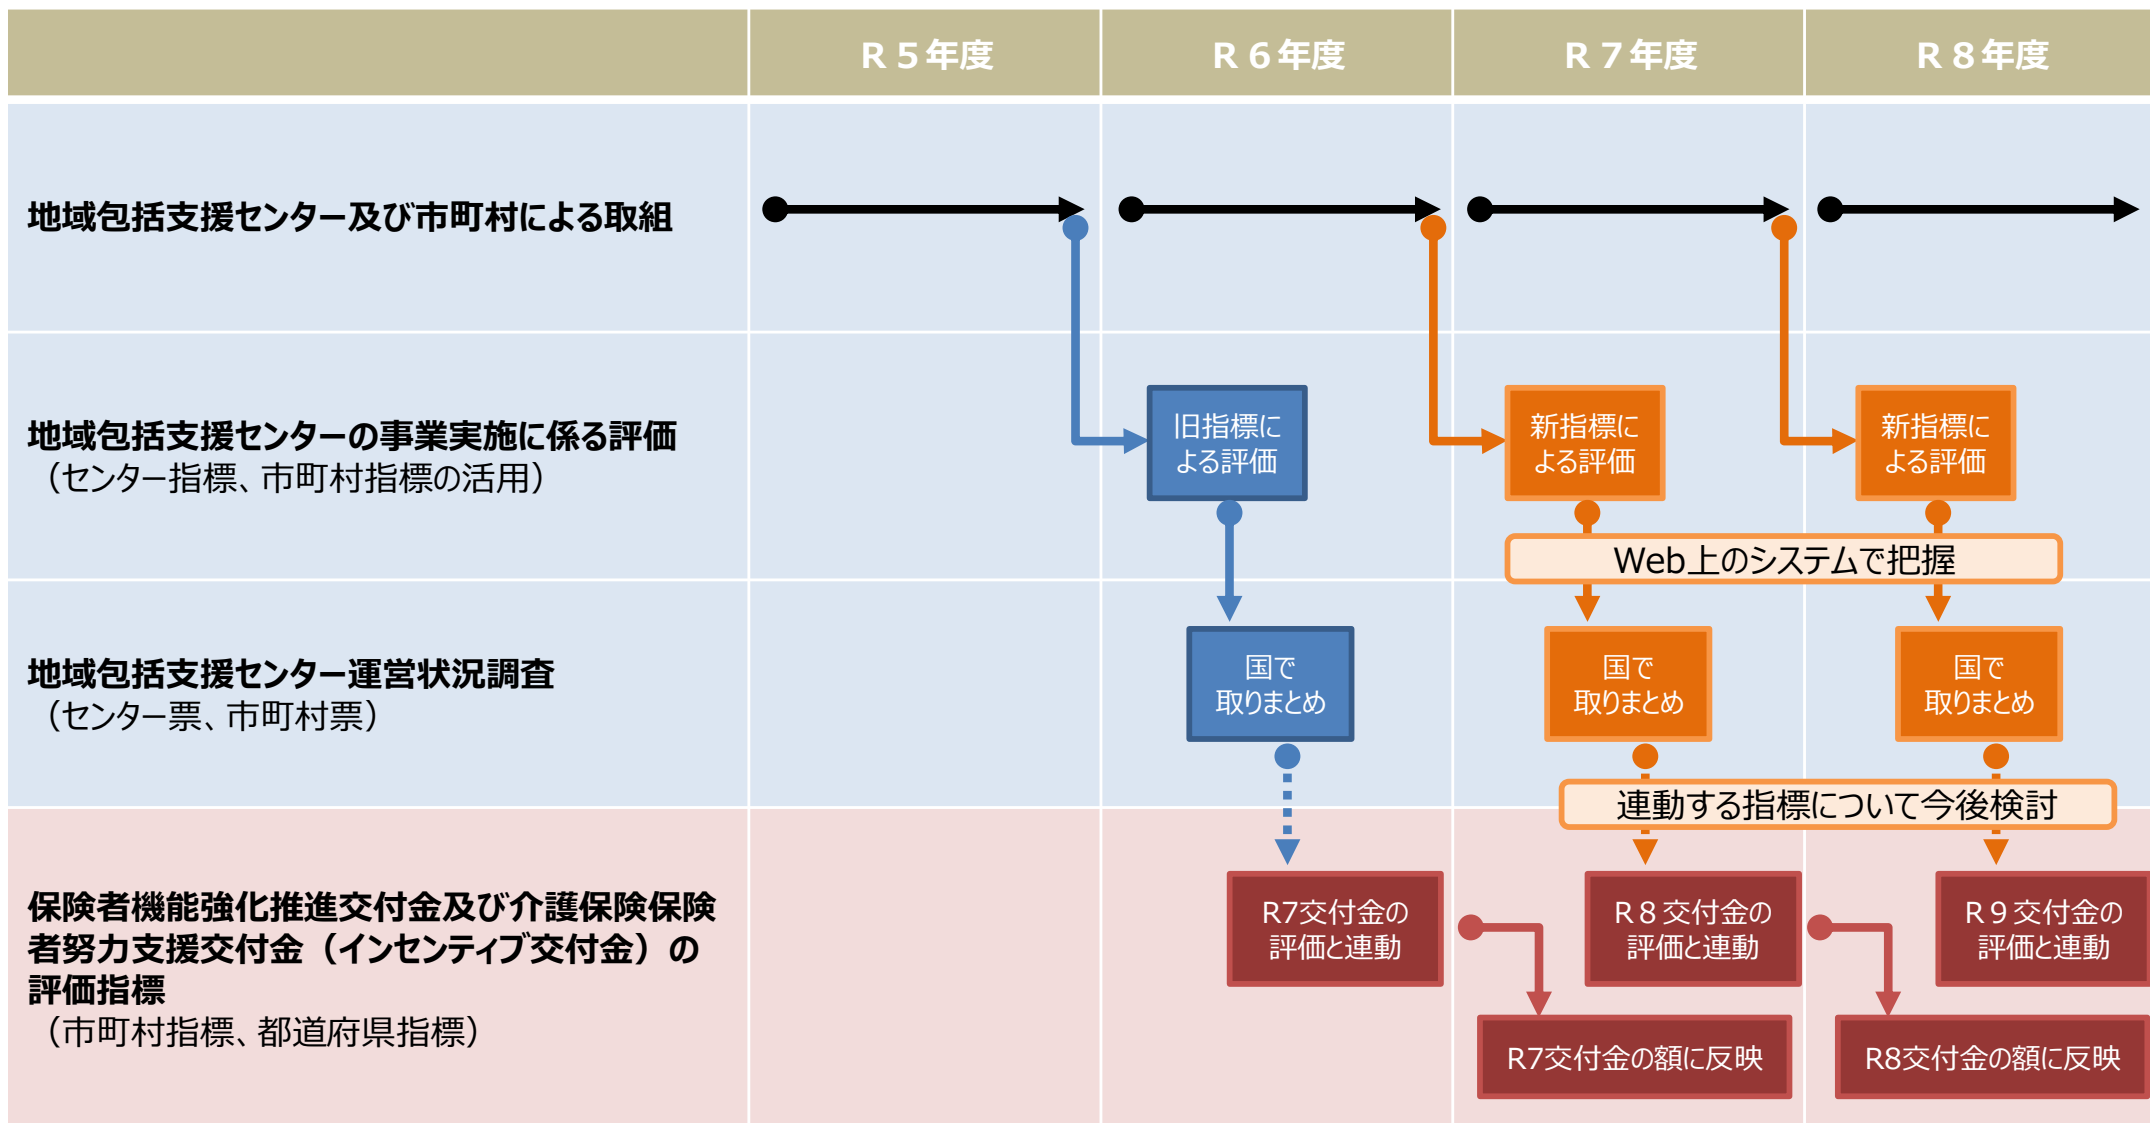 R５年度
R６年度
R７年度
R８年度
地域包括支援センター及び市町村による取組
地域包括支援センターの事業実施に係る評価
（センター指標、市町村指標の活用）
旧指標に
よる評価
新指標に
よる評価
新指標に
よる評価
Web上のシステムで把握
地域包括支援センター運営状況調査
（センター票、市町村票）
国で
取りまとめ
国で
取りまとめ
国で
取りまとめ
連動する指標について今後検討
保険者機能強化推進交付金及び介護保険保険
者努力支援交付金（インセンティブ交付金）の
評価指標
（市町村指標、都道府県指標）
R7交付金の
評価と連動
R８交付金の
評価と連動
R９交付金の
評価と連動
R7交付金の額に反映
R8交付金の額に反映